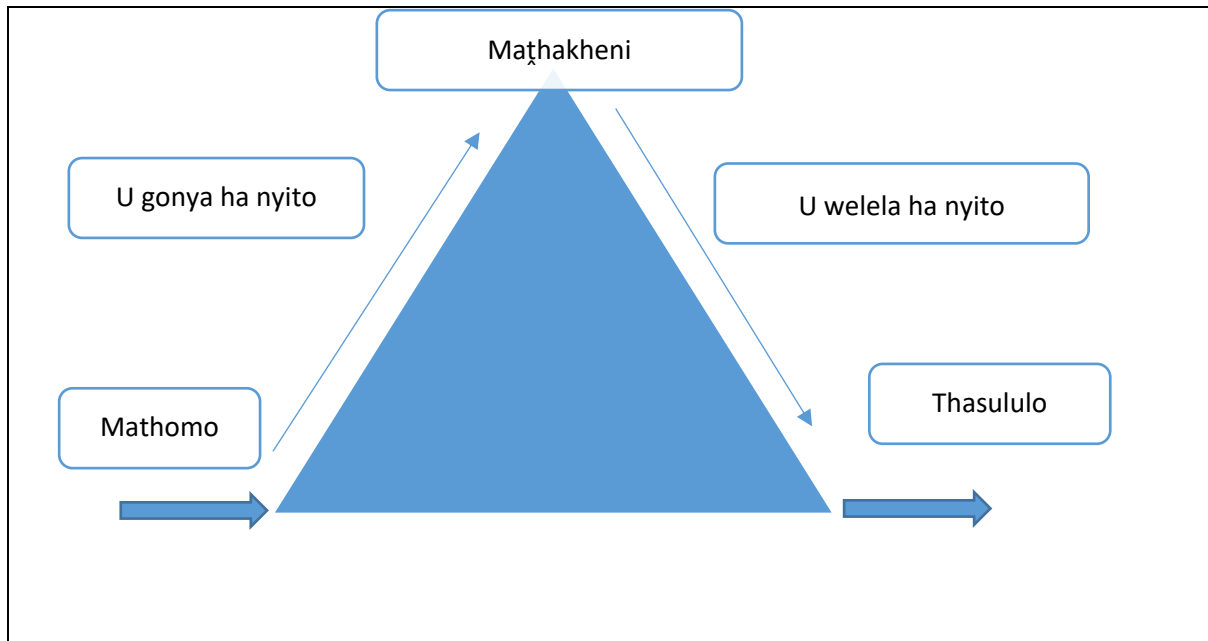 Maṱhakheni
U gonya ha nyito
U welela ha nyito
Mathomo
Thasululo